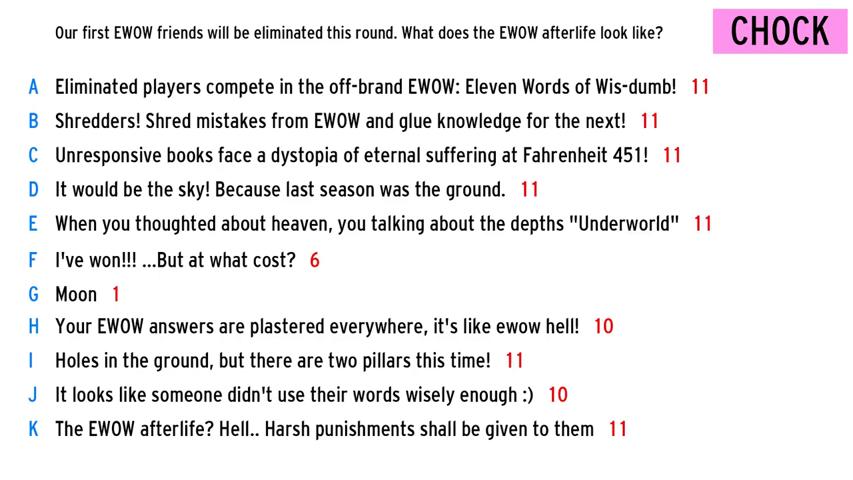 Our first EWOW friends will be eliminated this round. What does the EWOW afterlife look like?
CHOCK
A Eliminated players compete in the off-brand EWOW: Eleven Words of Wis-dumb! 11
B Shredders! Shred mistakes from EWOW and glue knowledge for the next! 11
C Unresponsive books face a dystopia of eternal suffering at Fahrenheit 451! 11
D It would be the sky! Because last season was the ground. 11
E When you thoughted about heaven, you talking about the depths "Underworld" 11
F I've won!!! ...But at what cost? 6
G Moon 1
H Your EWOW answers are plastered everywhere, it's like ewow hell! 10
I Holes in the ground, but there are two pillars this time! 11
J It looks like someone didn't use their words wisely enough :) 10
K The EWOW afterlife? Hell.. Harsh punishments shall be given to them 11